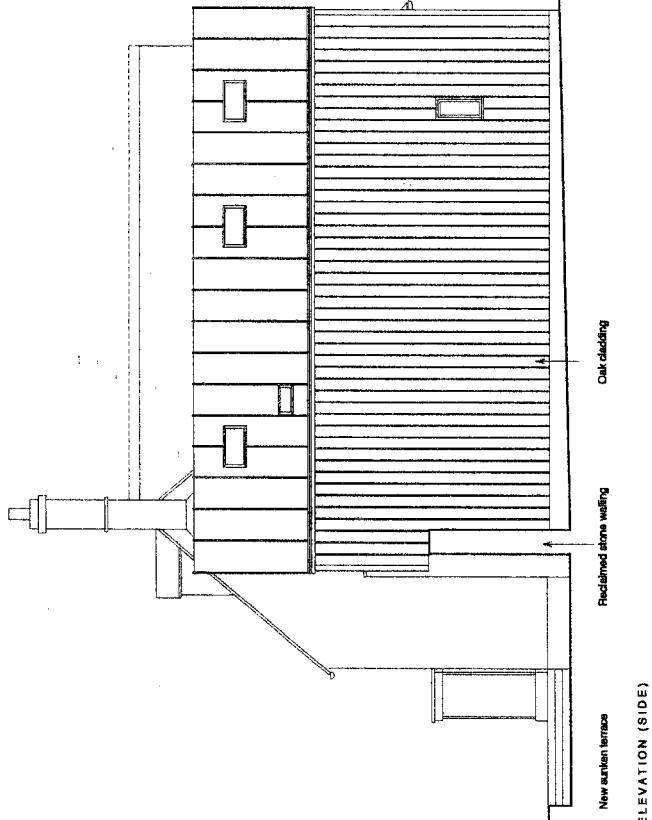 Oak cladding
Reclaimed stone walling
New sunken terrace
ELEVATION (SIDE)